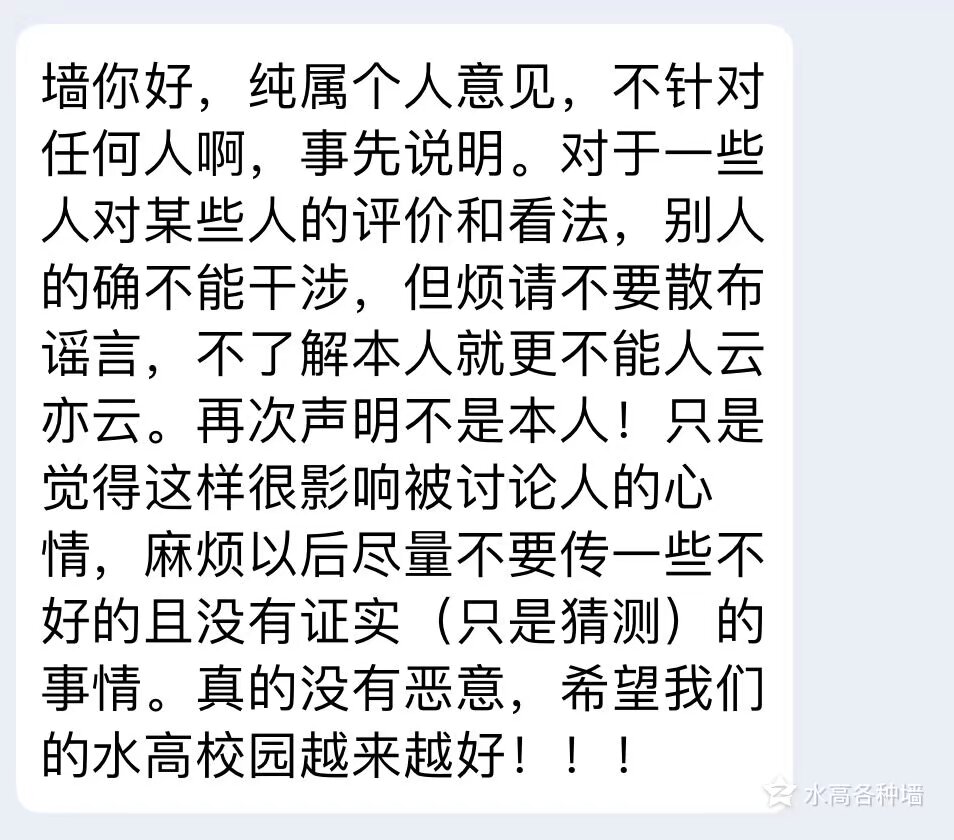 墙你好，纯属个人意见，不针对
任何人啊，事先说明。对于一些
人对某些人的评价和看法，别人
的确不能干涉，但烦请不要散布
谣言，不了解本人就更不能人云
亦云。再次声明不是本人！只是
觉得这样很影响被讨论人的心
情，麻烦以后尽量不要传一些不
好的且没有证实（只是猜测）的
事情。真的没有恶意，希望我们
的水高校园越来越好！！！
水高各种墙